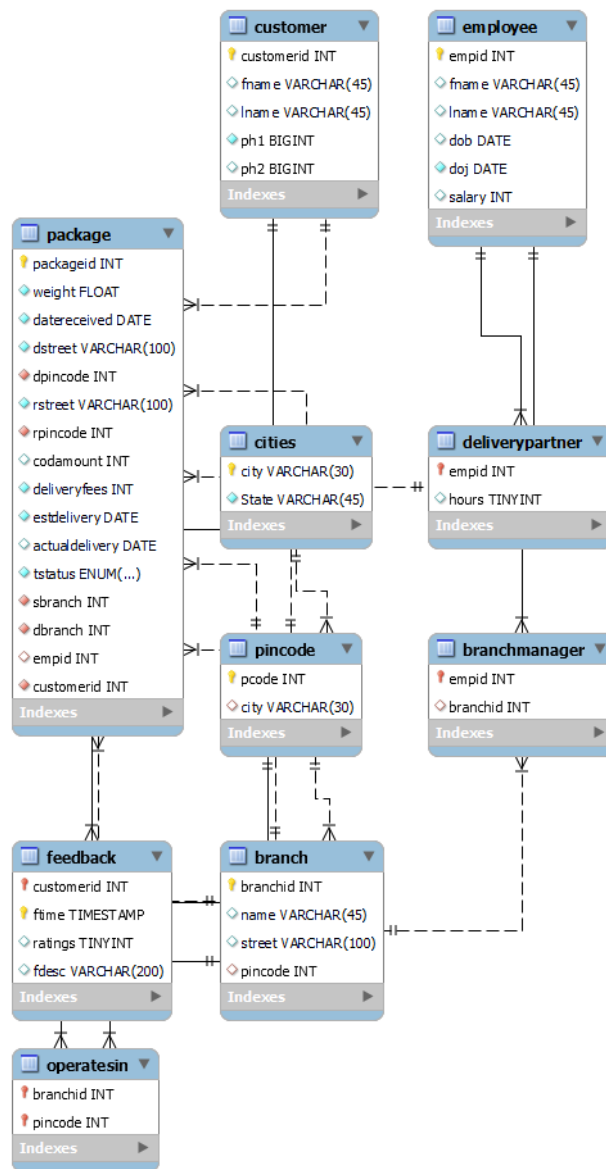 customer
customerid INT
fname VARCHAR(45)
lname VARCHAR(45)
ph1 BIGINT
ph2 BIGINT
Indexes
employee
empid INT
fname VARCHAR(45)
lname VARCHAR(45)
dob DATE
doj DATE
salary INT
Indexes
package
packageid INT
weight FLOAT
datereceived DATE
dstreet VARCHAR(100)
dpincode INT
rstreet VARCHAR(100)
rpincode INT
codamount INT
deliveryfees INT
estdelivery DATE
actualdelivery DATE
tstatus ENUM(...)
sbranch INT
dbranch INT
empid INT
customerid INT
Indexes
cities
city VARCHAR(30)
State VARCHAR(45)
Indexes
deliverypartner
empid INT
hours TINYINT
Indexes
pincode
pcode INT
city VARCHAR(30)
Indexes
branchmanager
empid INT
branchid INT
Indexes
feedback
customerid INT
ftime TIMESTAMP
ratings TINYINT
fdesc VARCHAR(200)
Indexes
branch
branchid INT
name VARCHAR(45)
street VARCHAR(100)
pincode INT
Indexes
operatesin
branchid INT
pincode INT
Indexes